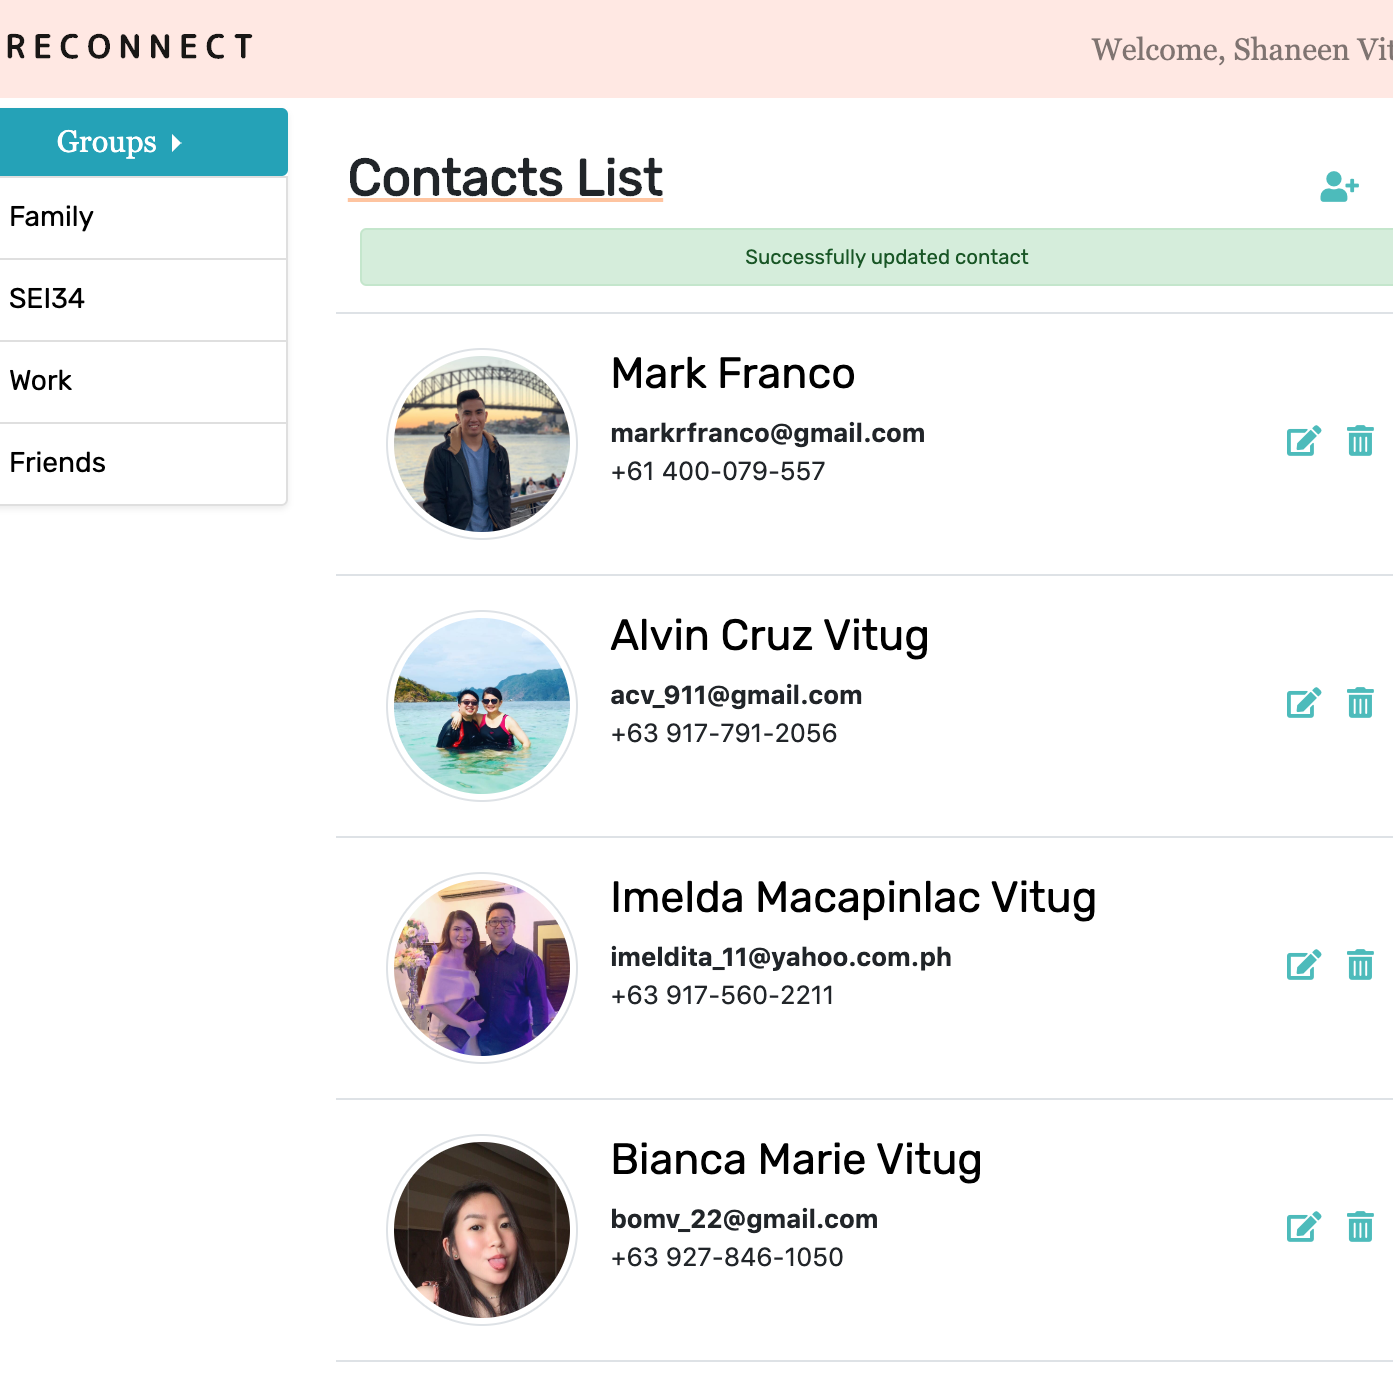 RECONNECT
Welcome, Shaneen
Groups
Family
SEI34
Work
Friends
Contacts List
Successfully updated contact
Mark Franco
markrfranco@gmail.com
+61 400-079-557
Alvin Cruz Vitug
acv_911@gmail.com
+63 917-791-2056
Imelda Macapinlac Vitug
imeldita_11@yahoo.com.ph
+63 917-560-2211
Bianca Marie Vitug
bomv_22@gmail.com
+63 927-846-1050